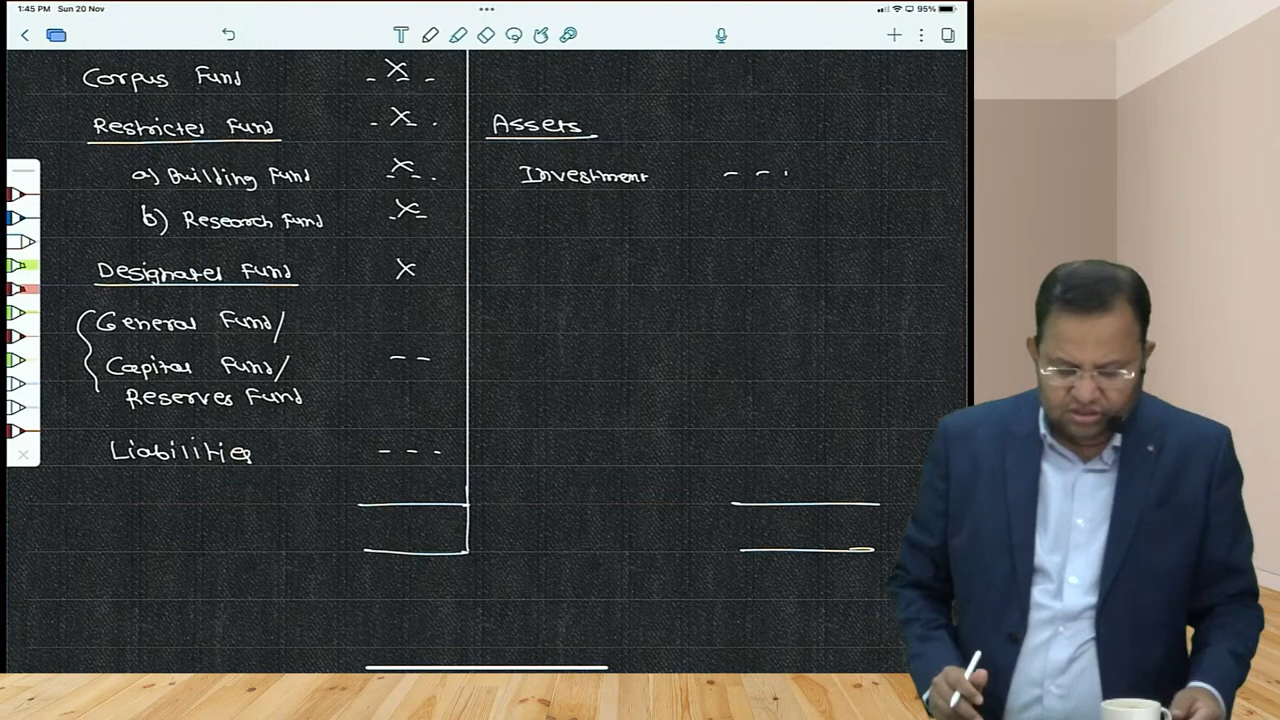 1:45 PM Sun 20 Nov
95%
Corpus Fund - X - -
Restricted Fund - X - .
Assets
a) Building Fund - X - .
Investment - - -
b) Research Fund - X -
Designated Fund X
General Fund/
Capital Fund/ - -
Reserves Fund
Liabilities - - -